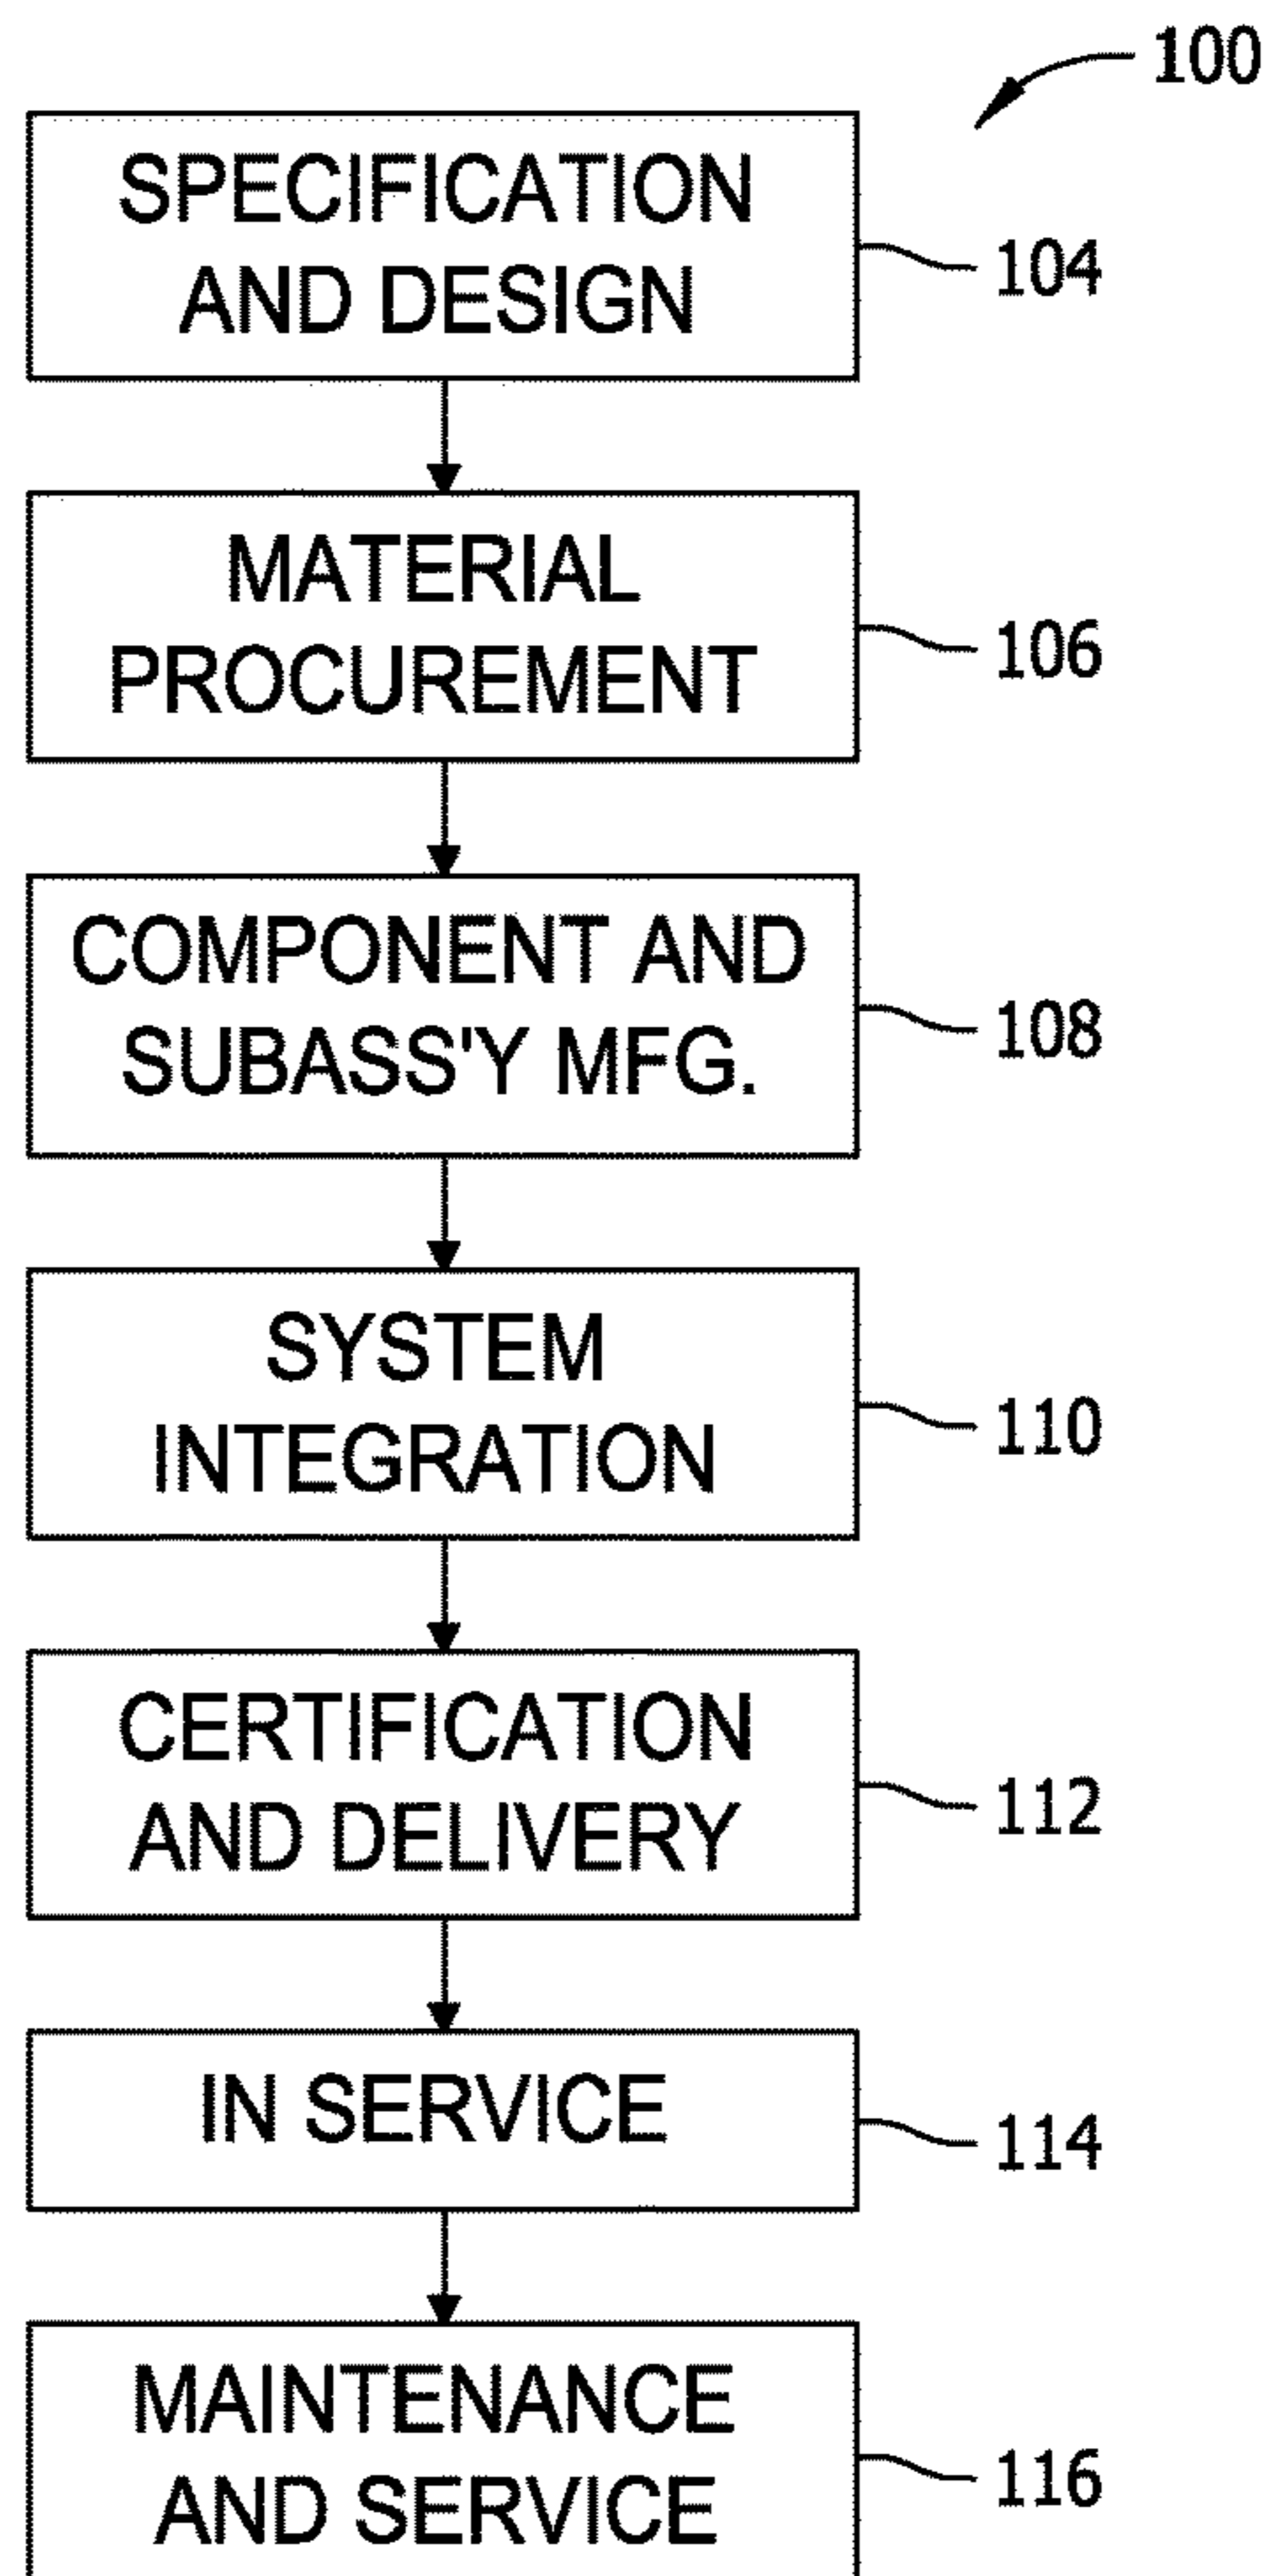 100
SPECIFICATION
AND DESIGN
104
MATERIAL
PROCUREMENT
106
COMPONENT AND
SUBASS'Y MFG.
108
SYSTEM
INTEGRATION
110
CERTIFICATION
AND DELIVERY
112
IN SERVICE
114
MAINTENANCE
AND SERVICE
116